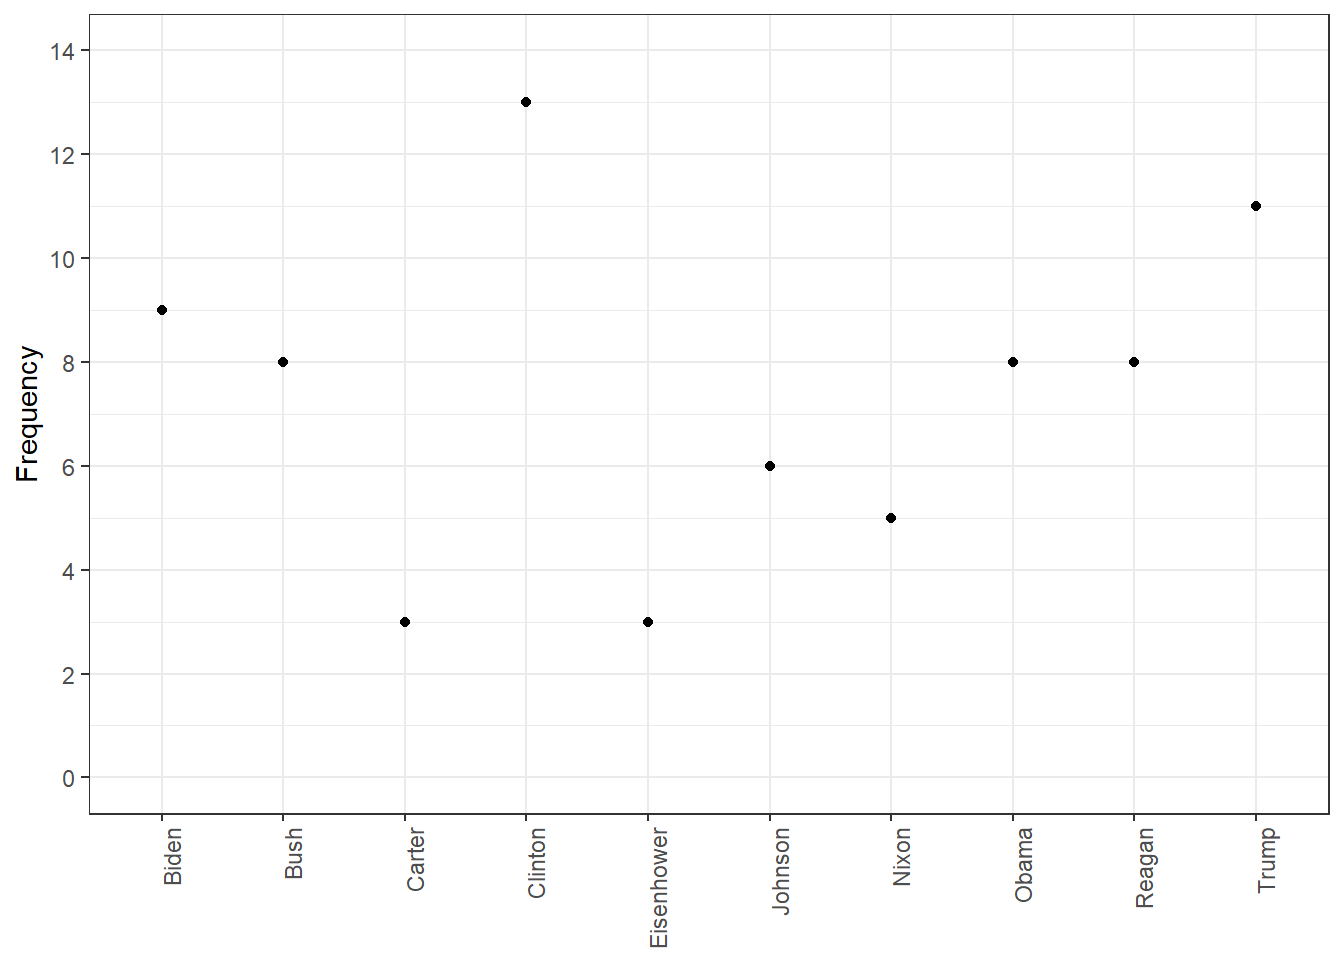 Frequency
14
12
10
8
6
4
2
0
Biden
Bush
Carter
Clinton
Eisenhower
Johnson
Nixon
Obama
Reagan
Trump